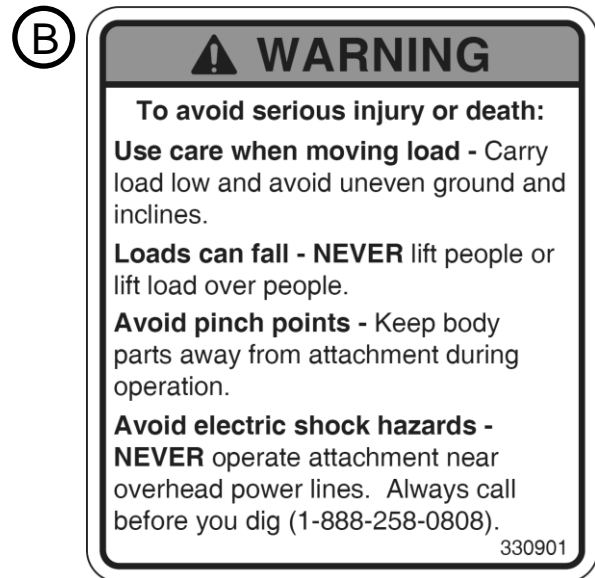 B
WARNING
To avoid serious injury or death:
Use care when moving load - Carry
load low and avoid uneven ground and
inclines.
Loads can fall - NEVER lift people or
lift load over people.
Avoid pinch points - Keep body
parts away from attachment during
operation.
Avoid electric shock hazards -
NEVER operate attachment near
overhead power lines.  Always call
before you dig (1-888-258-0808).
330901